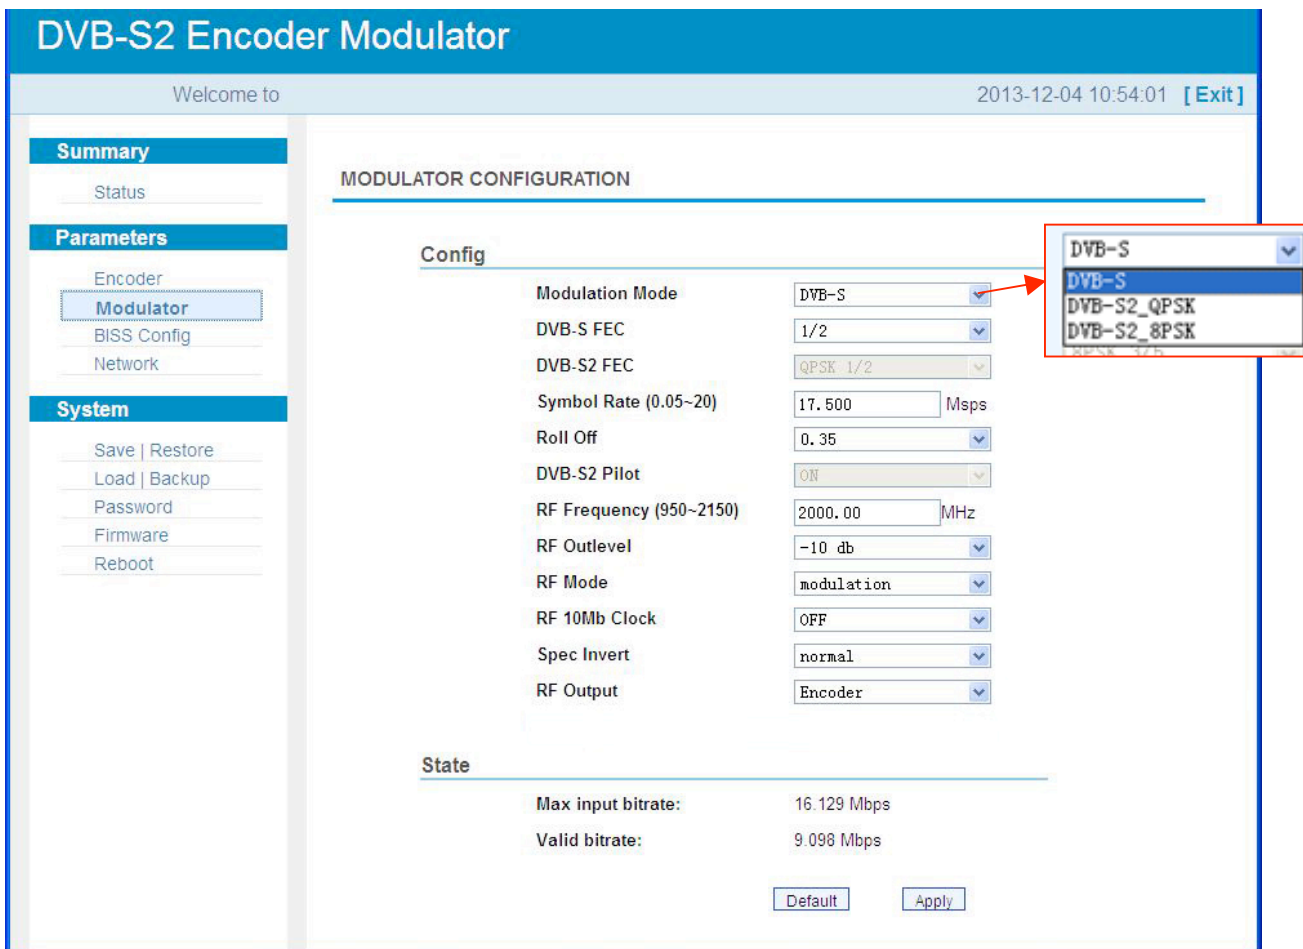 DVB-S2 Encoder Modulator
Welcome to
2013-12-04 10:54:01 [ Exit ]
Summary
Status
Parameters
Encoder
Modulator
BISS Config
Network
System
Save | Restore
Load | Backup
Password
Firmware
Reboot
MODULATOR CONFIGURATION
Config
Modulation Mode DVB-S
DVB-S FEC 1/2
DVB-S2 FEC QPSK 1/2
Symbol Rate (0.05~20) 17.500 Msps
Roll Off 0.35
DVB-S2 Pilot ON
RF Frequency (950~2150) 2000.00 MHz
RF Outlevel -10 db
RF Mode modulation
RF 10Mb Clock OFF
Spec Invert normal
RF Output Encoder
DVB-S
DVB-S
DVB-S2_QPSK
DVB-S2_8PSK
8PSK 3/5
State
Max input bitrate: 16.129 Mbps
Valid bitrate: 9.098 Mbps
Default Apply